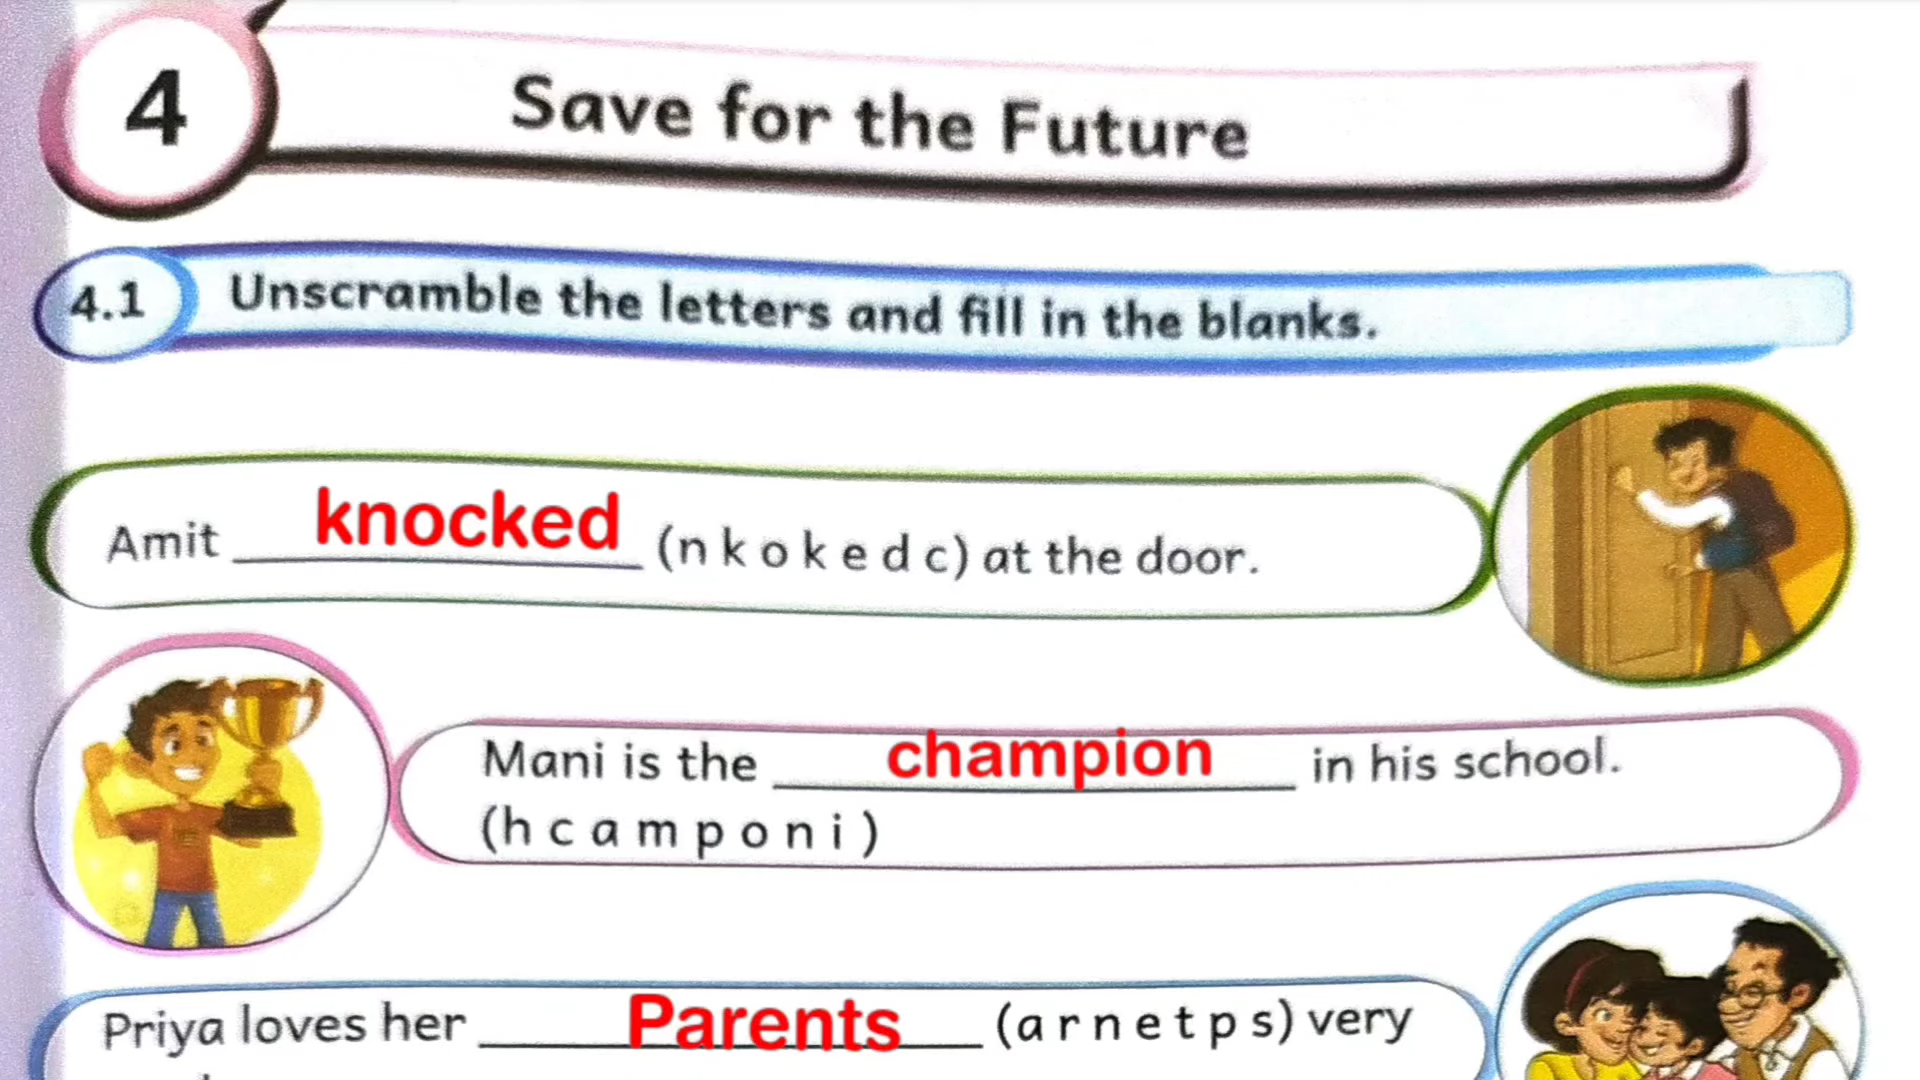 4
Save for the Future
4.1 Unscramble the letters and fill in the blanks.
Amit knocked (n k o k e d c) at the door.
Mani is the champion in his school.
(h c a m p o n i )
Priya loves her Parents (a r n e t p s) very